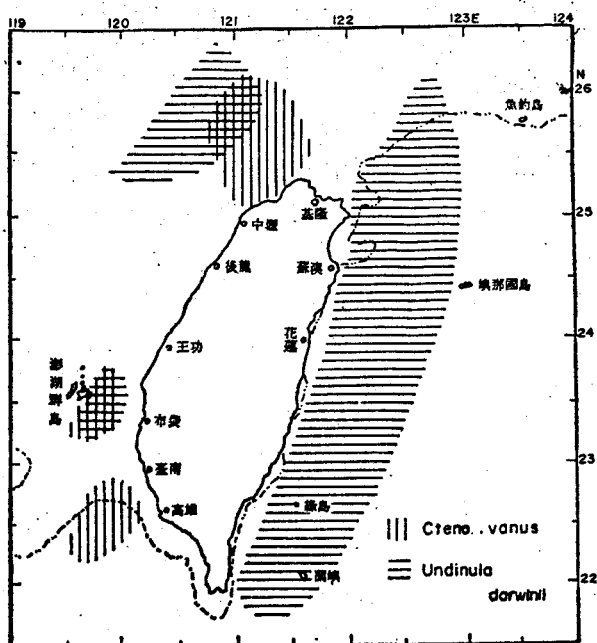 119 120 121 122 123E 124
N
26
魚釣島
25
基隆
中壢
後龍
蘇澳
與那國島
24
花蓮
王功
澎湖群島
布袋
23
臺南
高雄
綠島
Cteno. vanus
蘭嶼
22
Undinula
darwinii